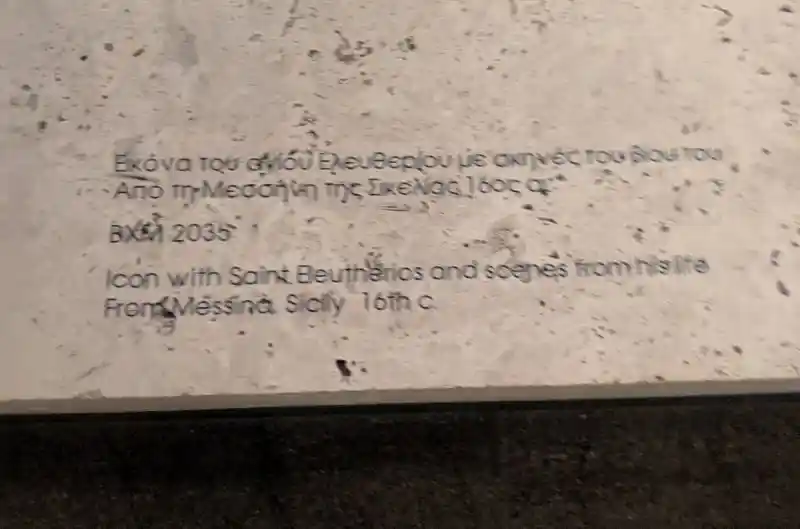 Εικόνα του αγίου Ελευθερίου με σκηνές του βίου του
Από τη Μεσσήνη της Σικελίας, 16ος αι.
ΒΧΜ 2035
Icon with Saint Eleutherios and scenes from his life
From Messina, Sicily 16th c.